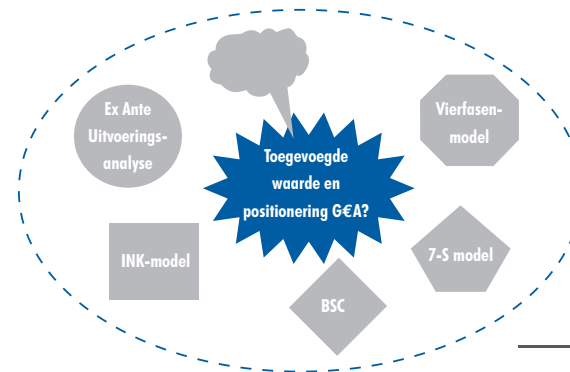 Ex Ante
Uitvoerings-
analyse
Vierfasen-
model
Toegevoegde
waarde en
positionering G€A?
INK-model
7-S model
BSC